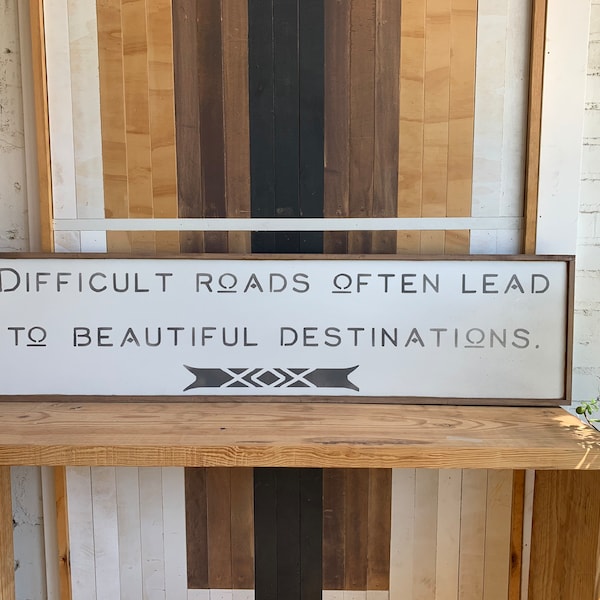 DIFFICULT ROADS OFTEN LEAD
TO BEAUTIFUL DESTINATIONS.